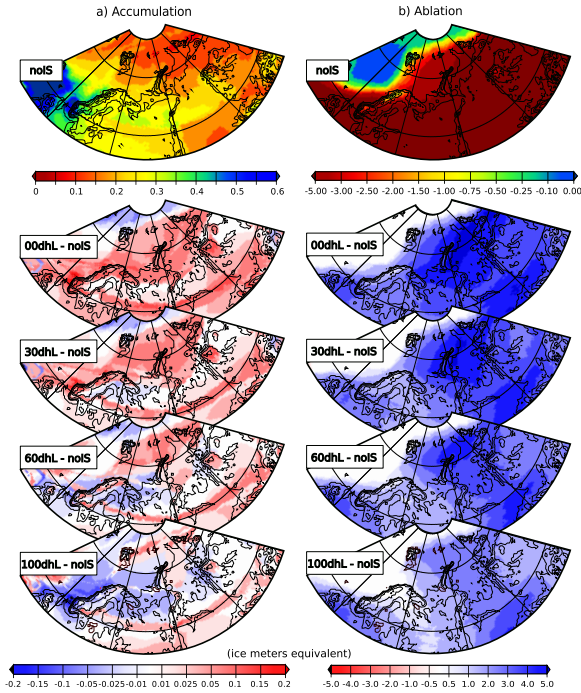 a) Accumulation
b) Ablation
noIS
noIS
0 0.1 0.2 0.3 0.4 0.5 0.6
-5.00 -3.00 -2.50 -2.00 -1.50 -1.00 -0.50 -0.10 0.00
00dhL - noIS
00dhL - noIS
30dhL - noIS
30dhL - noIS
60dhL - noIS
60dhL - noIS
100dhL - noIS
100dhL - noIS
(ice meters equivalent)
-0.2 -0.15 -0.1 -0.05 -0.025 -0.01 0.01 0.025 0.05 0.1 0.15 0.2
-5.0 -4.0 -3.0 -2.0 -1.0 -0.5 0.5 1.0 2.0 3.0 4.0 5.0